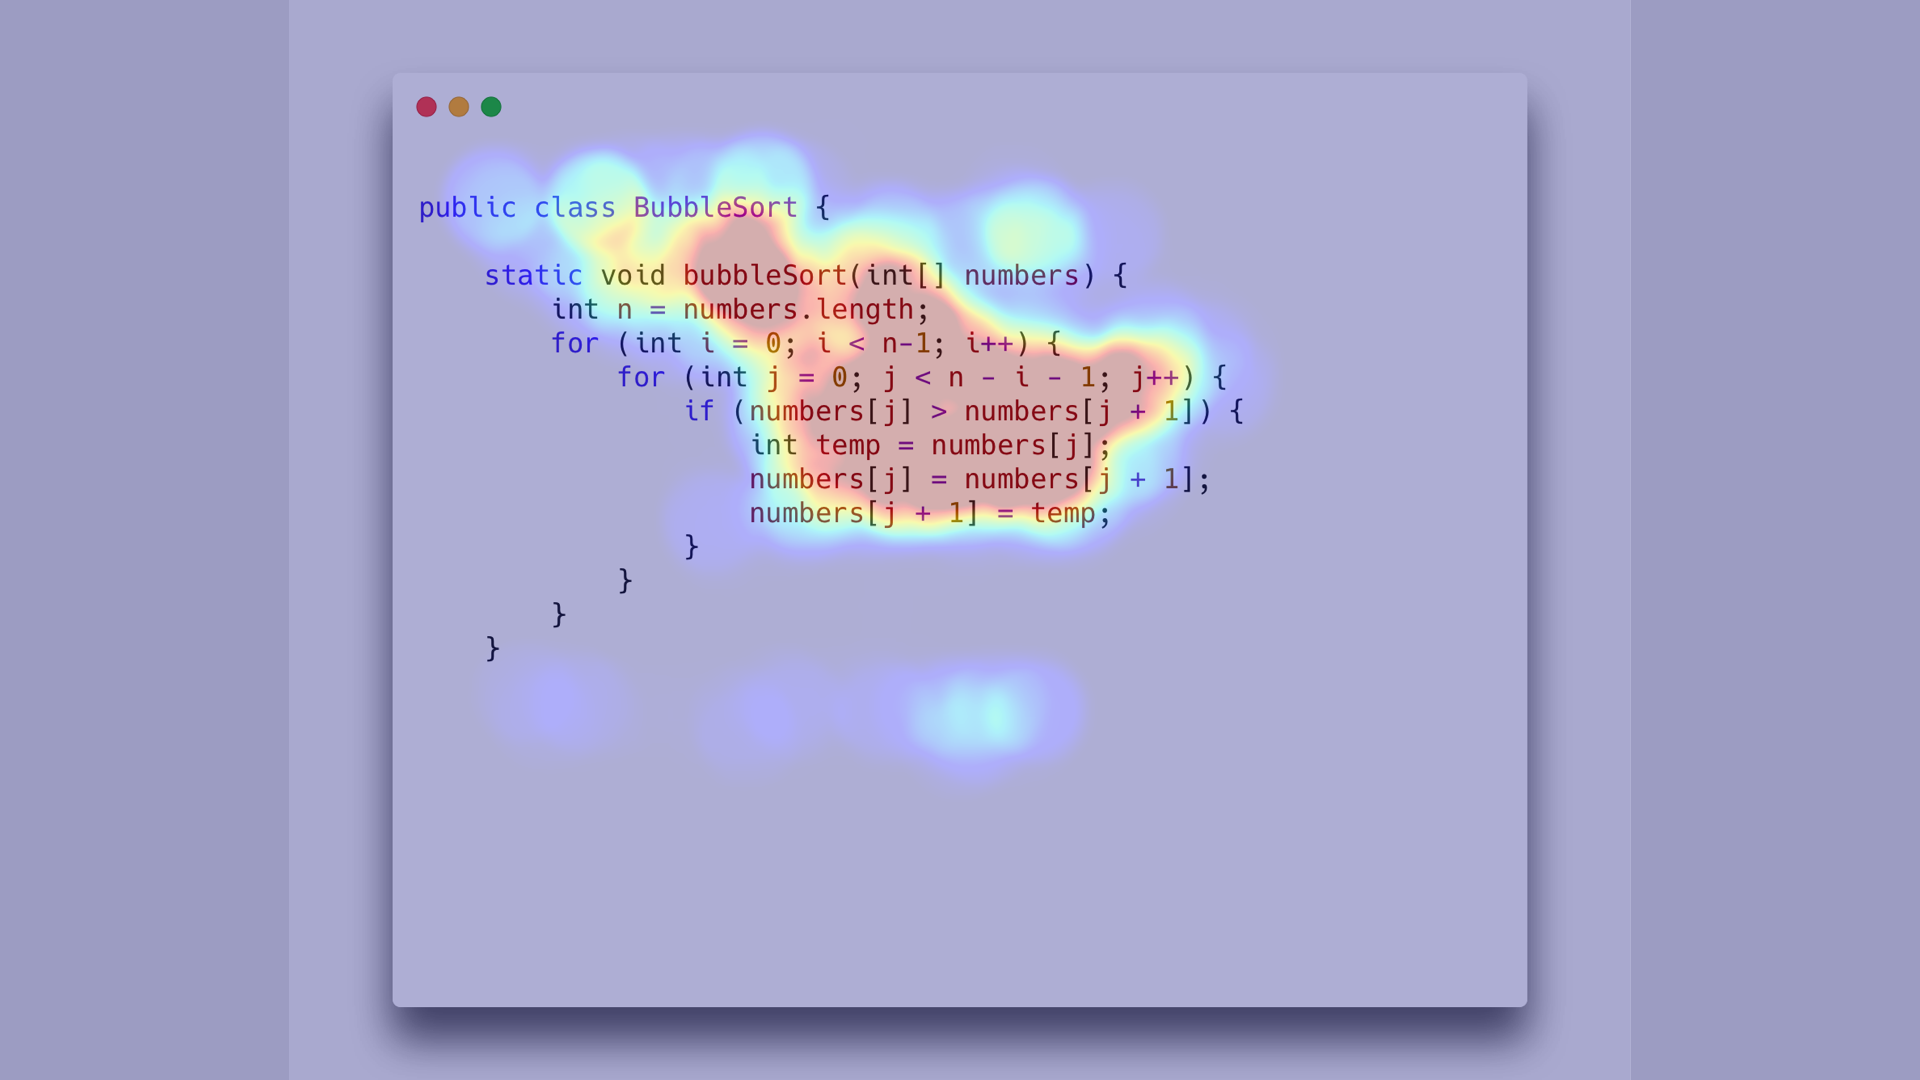 public class BubbleSort {
static void bubbleSort(int[] numbers) {
int n = numbers.length;
for (int i = 0; i < n-1; i++) {
for (int j = 0; j < n - i - 1; j++) {
if (numbers[j] > numbers[j + 1]) {
int temp = numbers[j];
numbers[j] = numbers[j + 1];
numbers[j + 1] = temp;
}
}
}
}